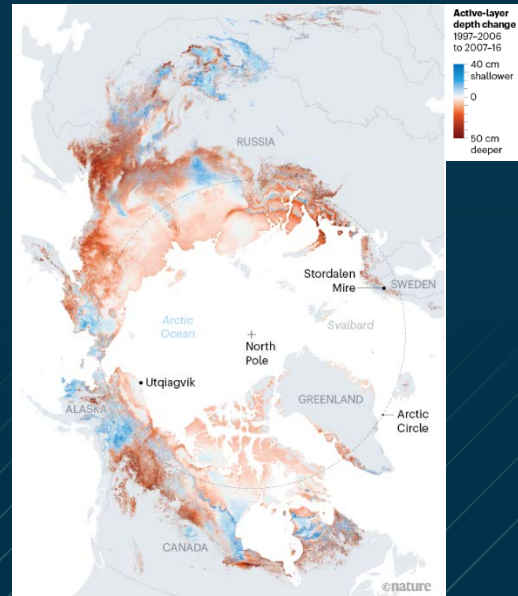 Active-layer
depth change
1997–2006
to 2007–16
40 cm
shallower
0
50 cm
deeper
RUSSIA
Stordalen
Mire
SWEDEN
Arctic
Ocean
Svalbard
North
Pole
Utqiagvik
GREENLAND
ALASKA
Arctic
Circle
CANADA
©nature